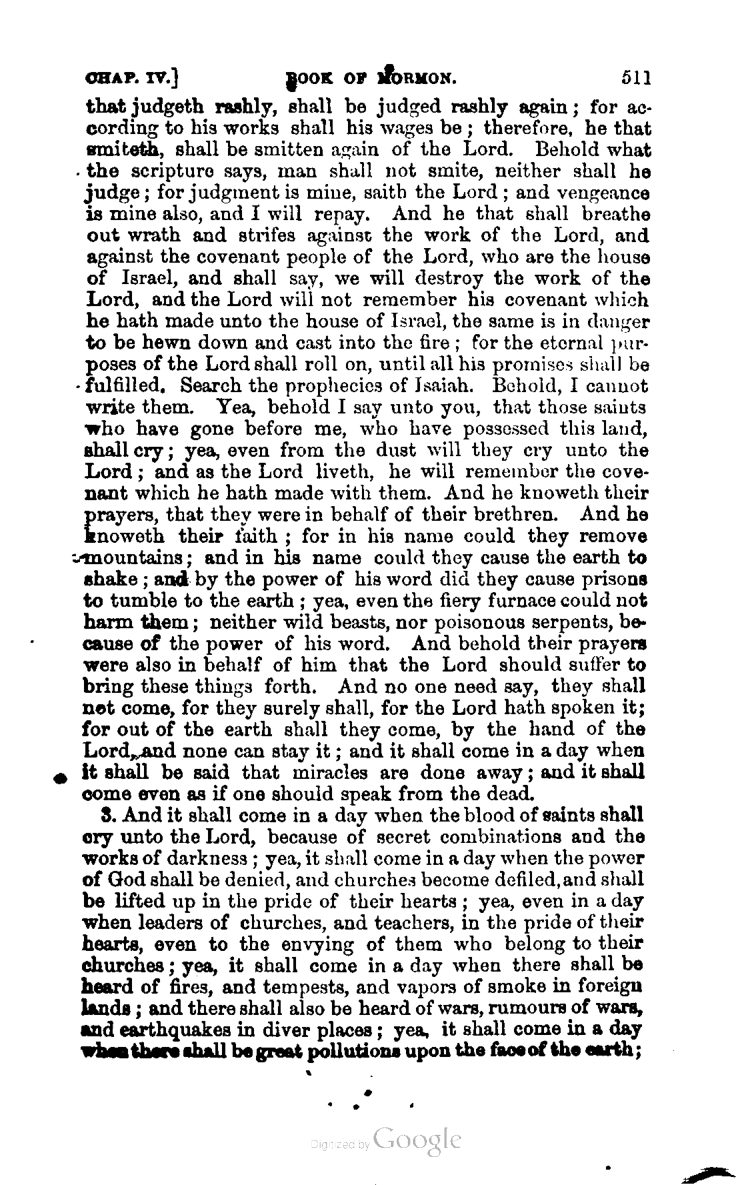 CHAP. IV.] BOOK OF MORMON. 511
that judgeth rashly, shall be judged rashly again; for ac-
cording to his works shall his wages be; therefore, he that
smiteth, shall be smitten again of the Lord. Behold what
the scripture says, man shall not smite, neither shall he
judge; for judgment is mine, saith the Lord; and vengeance
is mine also, and I will repay. And he that shall breathe
out wrath and strifes against the work of the Lord, and
against the covenant people of the Lord, who are the house
of Israel, and shall say, we will destroy the work of the
Lord, and the Lord will not remember his covenant which
he hath made unto the house of Israel, the same is in danger
to be hewn down and cast into the fire; for the eternal pur-
poses of the Lord shall roll on, until all his promises shall be
fulfilled. Search the prophecies of Isaiah. Behold, I cannot
write them. Yea, behold I say unto you, that those saints
who have gone before me, who have possessed this land,
shall cry; yea, even from the dust will they cry unto the
Lord; and as the Lord liveth, he will remember the cove-
nant which he hath made with them. And he knoweth their
prayers, that they were in behalf of their brethren. And he
knoweth their faith; for in his name could they remove
mountains; and in his name could they cause the earth to
shake; and by the power of his word did they cause prisons
to tumble to the earth; yea, even the fiery furnace could not
harm them; neither wild beasts, nor poisonous serpents, be-
cause of the power of his word. And behold their prayers
were also in behalf of him that the Lord should suffer to
bring these things forth. And no one need say, they shall
not come, for they surely shall, for the Lord hath spoken it;
for out of the earth shall they come, by the hand of the
Lord, and none can stay it; and it shall come in a day when
it shall be said that miracles are done away; and it shall
come even as if one should speak from the dead.
3. And it shall come in a day when the blood of saints shall
cry unto the Lord, because of secret combinations and the
works of darkness; yea, it shall come in a day when the power
of God shall be denied, and churches become defiled, and shall
be lifted up in the pride of their hearts; yea, even in a day
when leaders of churches, and teachers, in the pride of their
hearts, even to the envying of them who belong to their
churches; yea, it shall come in a day when there shall be
heard of fires, and tempests, and vapors of smoke in foreign
lands; and there shall also be heard of wars, rumours of wars,
and earthquakes in diver places; yea, it shall come in a day
when there shall be great pollutions upon the face of the earth;
Digitized by Google